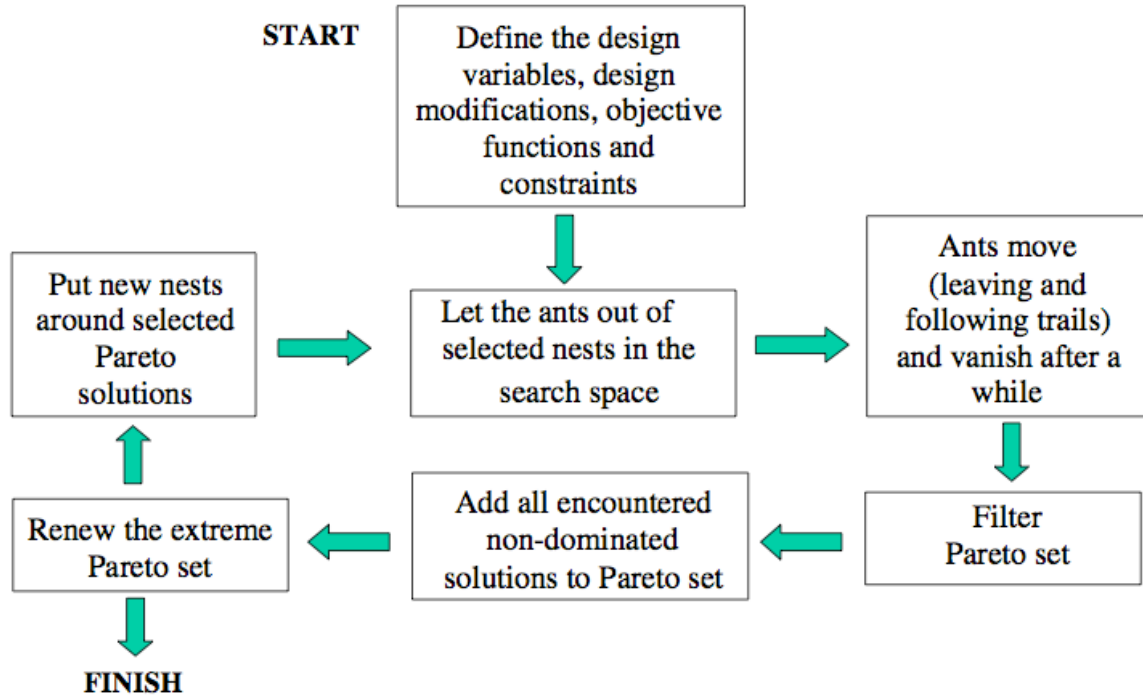 START
Define the design
variables, design
modifications, objective
functions and
constraints
Let the ants out of
selected nests in the
search space
Ants move
(leaving and
following trails)
and vanish after a
while
Filter
Pareto set
Add all encountered
non-dominated
solutions to Pareto set
Renew the extreme
Pareto set
Put new nests
around selected
Pareto
solutions
FINISH